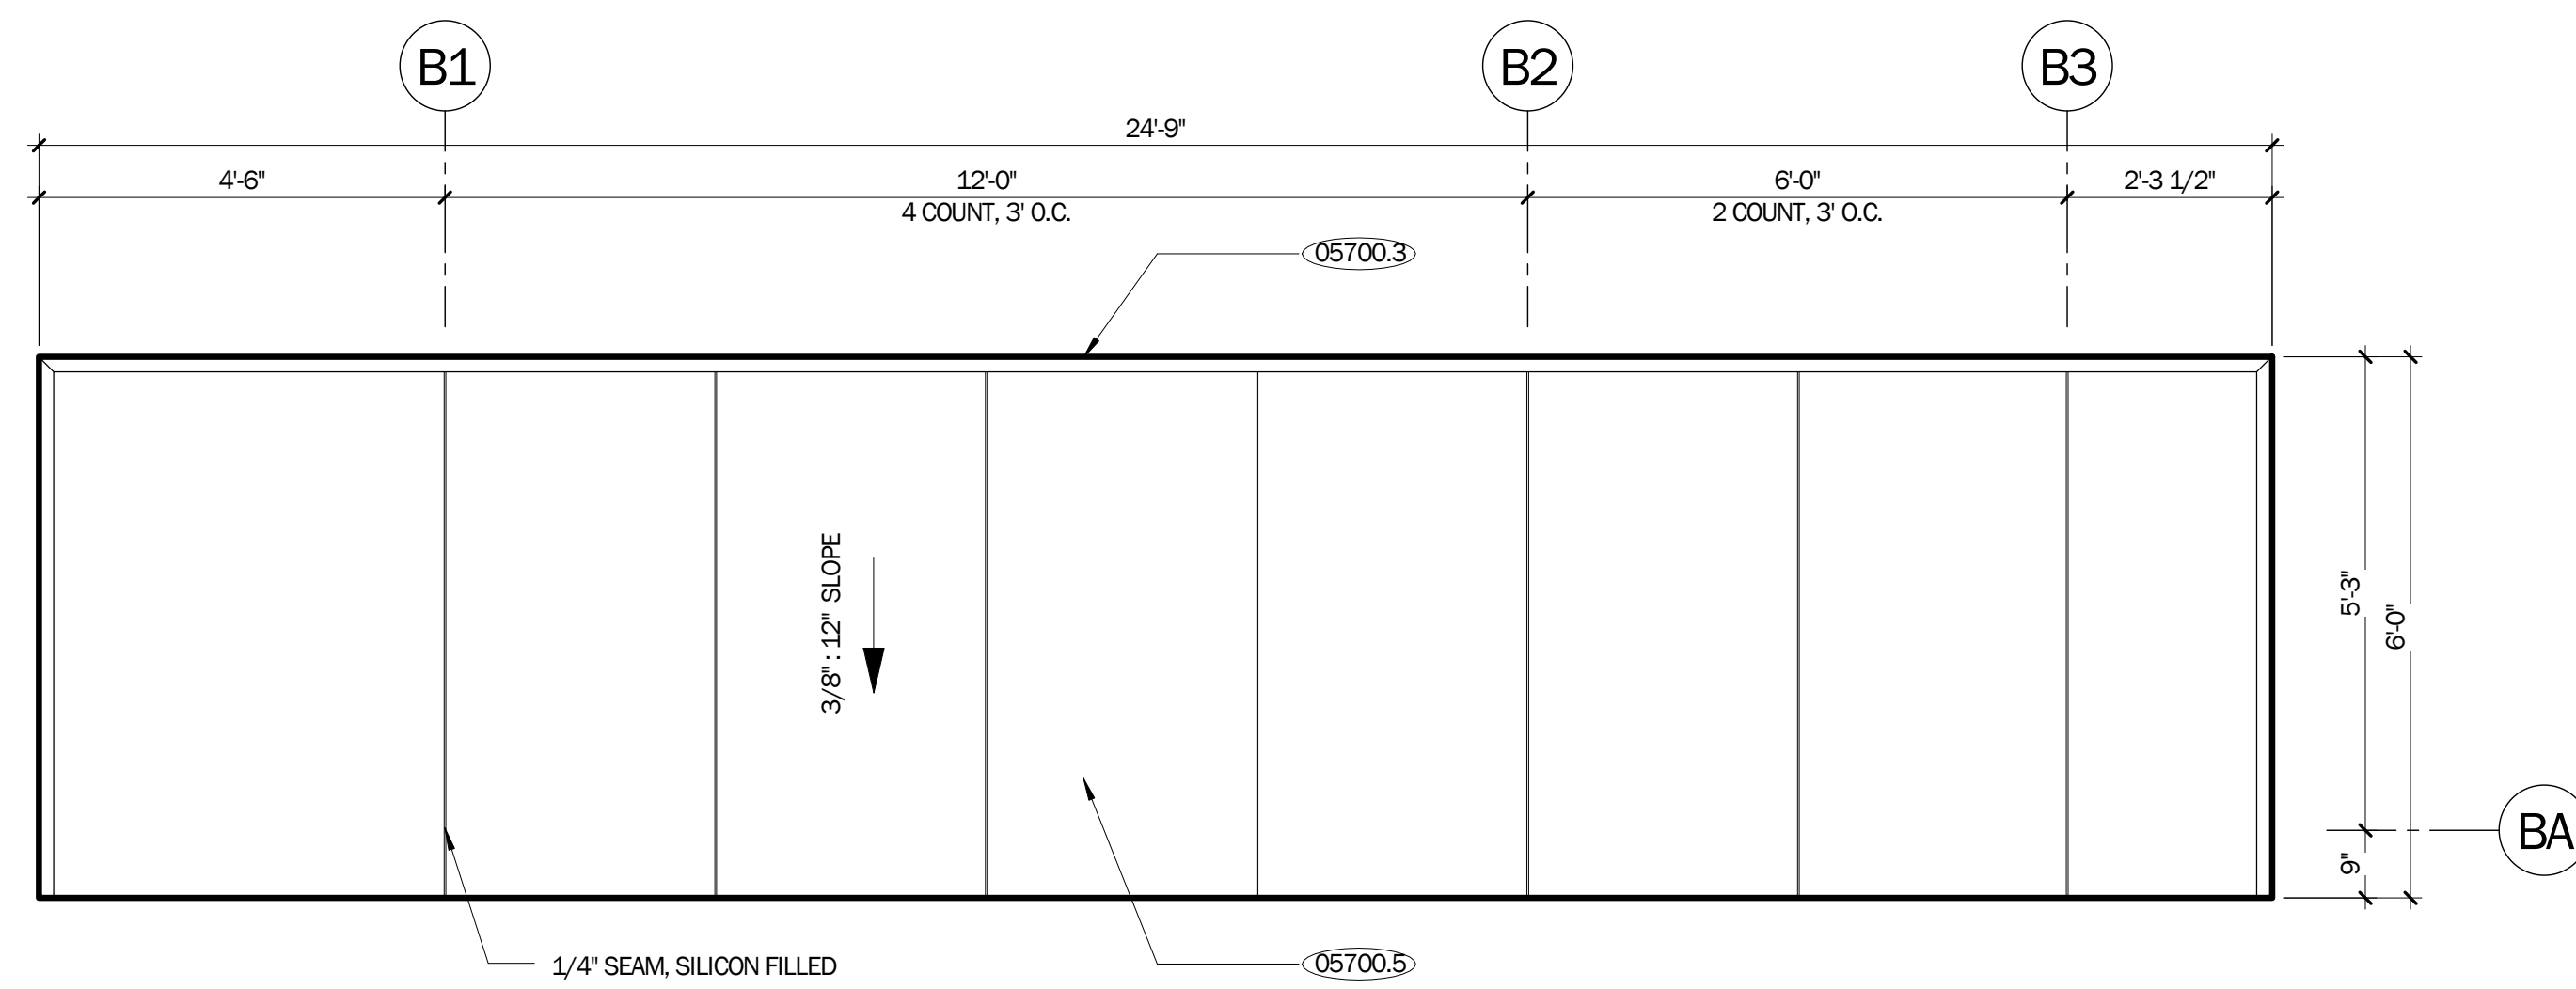 B1
B2
B3
24'-9"
4'-6"
12'-0"
6'-0"
2'-3 1/2"
4 COUNT, 3' O.C.
2 COUNT, 3' O.C.
05700.3
3/8" : 12" SLOPE
5'-3"
6'-0"
BA
9"
1/4" SEAM, SILICON FILLED
05700.5